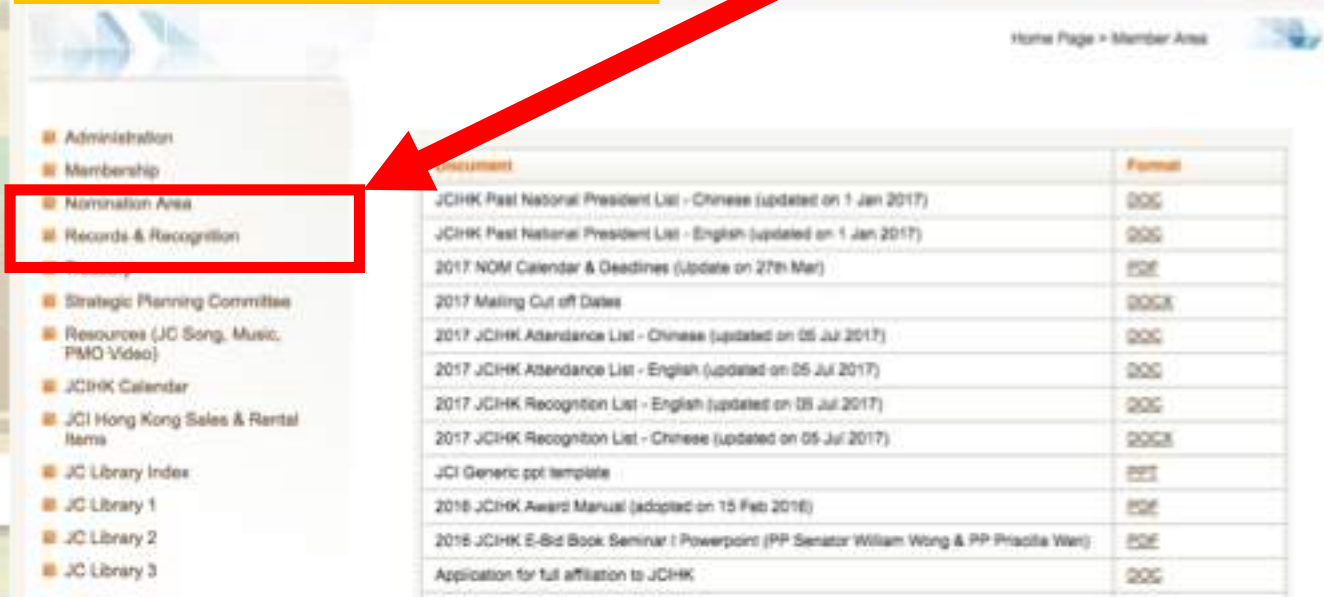 Home Page > Member Area
Administration
Membership
Nomination Area
Records & Recognition
Strategic Planning Committee
Resources (JC Song, Music,
PMO Video)
JCIHK Calendar
JCI Hong Kong Sales & Rental
Items
JC Library Index
JC Library 1
JC Library 2
JC Library 3
Document Format
JCIHK Past National President List - Chinese (updated on 1 Jan 2017) DOC
JCIHK Past National President List - English (updated on 1 Jan 2017) DOC
2017 NOM Calendar & Deadlines (Update on 27th Mar) PDF
2017 Mailing Cut off Dates DOCX
2017 JCIHK Attendance List - Chinese (updated on 05 Jul 2017) DOC
2017 JCIHK Attendance List - English (updated on 05 Jul 2017) DOC
2017 JCIHK Recognition List - English (updated on 05 Jul 2017) DOC
2017 JCIHK Recognition List - Chinese (updated on 05 Jul 2017) DOCX
JCI Generic ppt template PPT
2016 JCIHK Award Manual (adopted on 15 Feb 2016) PDF
2016 JCIHK E-Bid Book Seminar I Powerpoint (PP Senator William Wong & PP Priscilla Wen) PDF
Application for full affiliation to JCIHK DOC